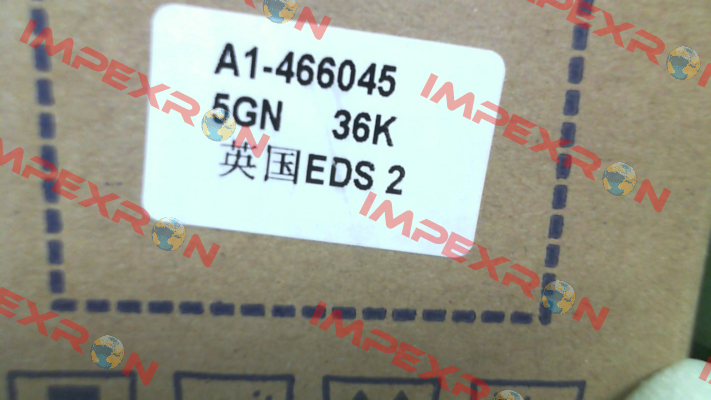 A1-466045
5GN 36K
英国EDS 2
IMPEXRON